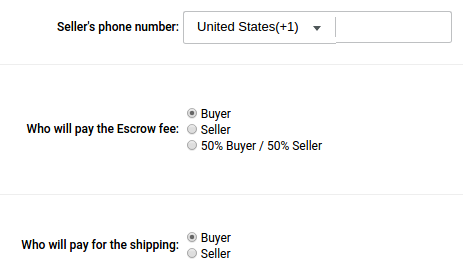 Seller's phone number: United States(+1)
Buyer
Who will pay the Escrow fee: Seller
50% Buyer / 50% Seller
Who will pay for the shipping: Buyer
Seller